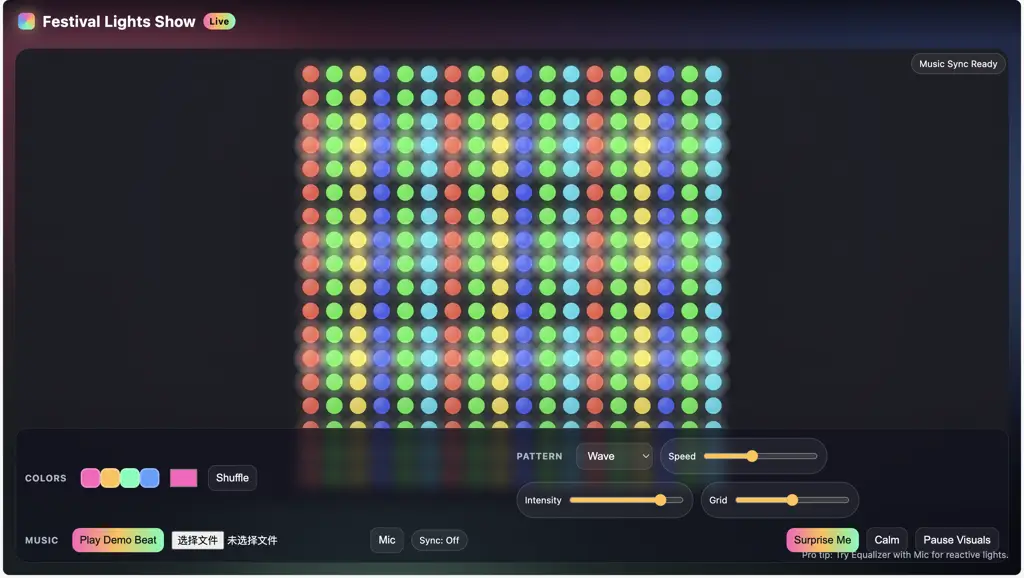 Festival Lights Show Live
Music Sync Ready
PATTERN Wave Speed
COLORS Shuffle
Intensity Grid
MUSIC Play Demo Beat 选择文件 未选择文件 Mic Sync: Off Surprise Me Calm Pause Visuals
Pro tip: Try Equalizer with Mic for reactive lights.